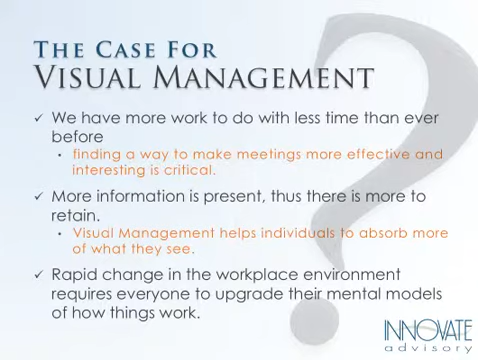 THE CASE FOR
VISUAL MANAGEMENT
We have more work to do with less time than ever
before
finding a way to make meetings more effective and
interesting is critical.
More information is present, thus there is more to
retain.
Visual Management helps individuals to absorb more
of what they see.
Rapid change in the workplace environment
requires everyone to upgrade their mental models
of how things work.
INNOVATE
advisory